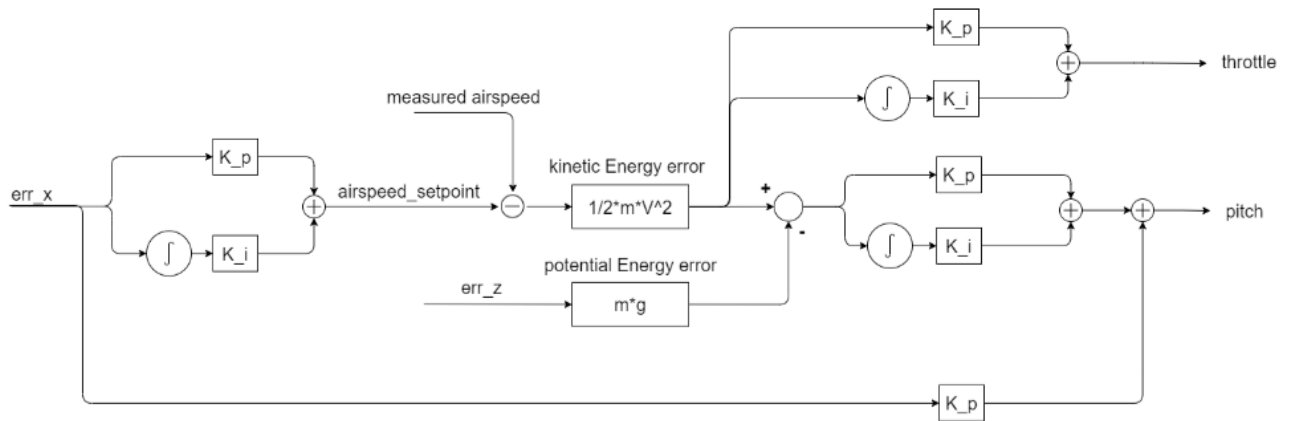 K_p
throttle
∫
K_i
measured airspeed
K_p
kinetic Energy error
K_p
err_x
airspeed_setpoint
1/2*m*V^2
+
-
pitch
∫
K_i
∫
K_i
potential Energy error
err_z
m*g
K_p